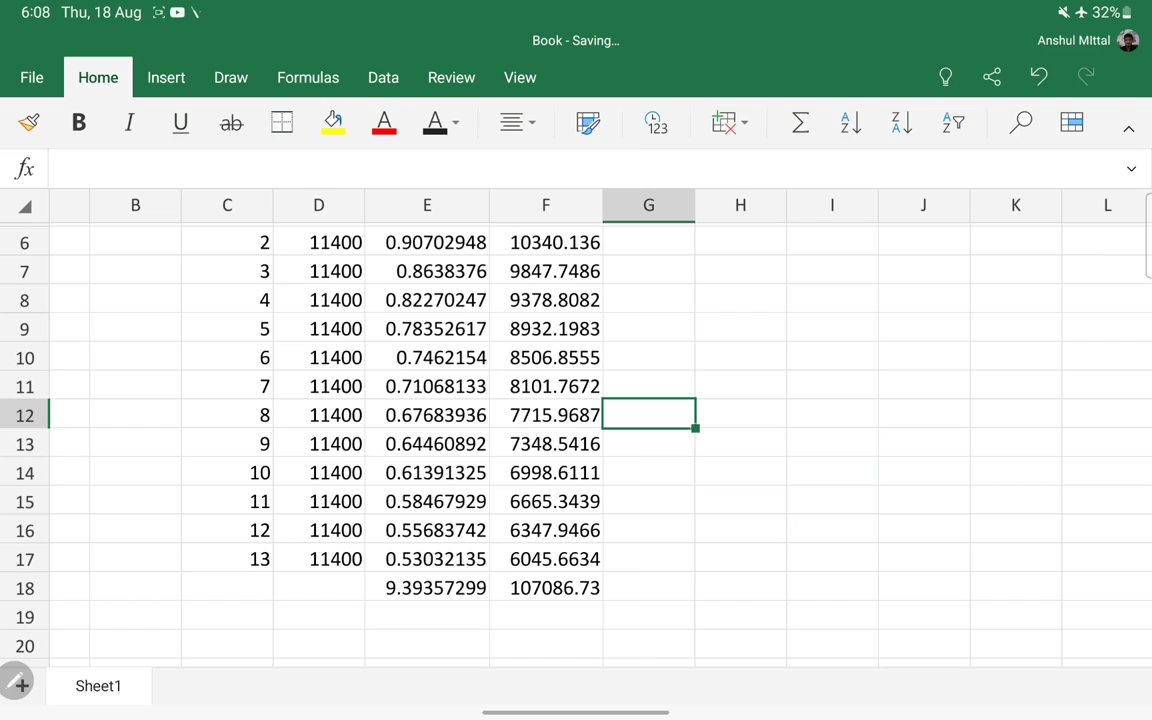 6:08 Thu, 18 Aug 32%
Book - Saving...
Anshul MIttal
File Home Insert Draw Formulas Data Review View
B I U ab A A 123 A Z Z A A Z
fx
B C D E F G H I J K L
6 2 11400 0.90702948 10340.136
7 3 11400 0.8638376 9847.7486
8 4 11400 0.82270247 9378.8082
9 5 11400 0.78352617 8932.1983
10 6 11400 0.7462154 8506.8555
11 7 11400 0.71068133 8101.7672
12 8 11400 0.67683936 7715.9687
13 9 11400 0.64460892 7348.5416
14 10 11400 0.61391325 6998.6111
15 11 11400 0.58467929 6665.3439
16 12 11400 0.55683742 6347.9466
17 13 11400 0.53032135 6045.6634
18 9.39357299 107086.73
19
20
Sheet1